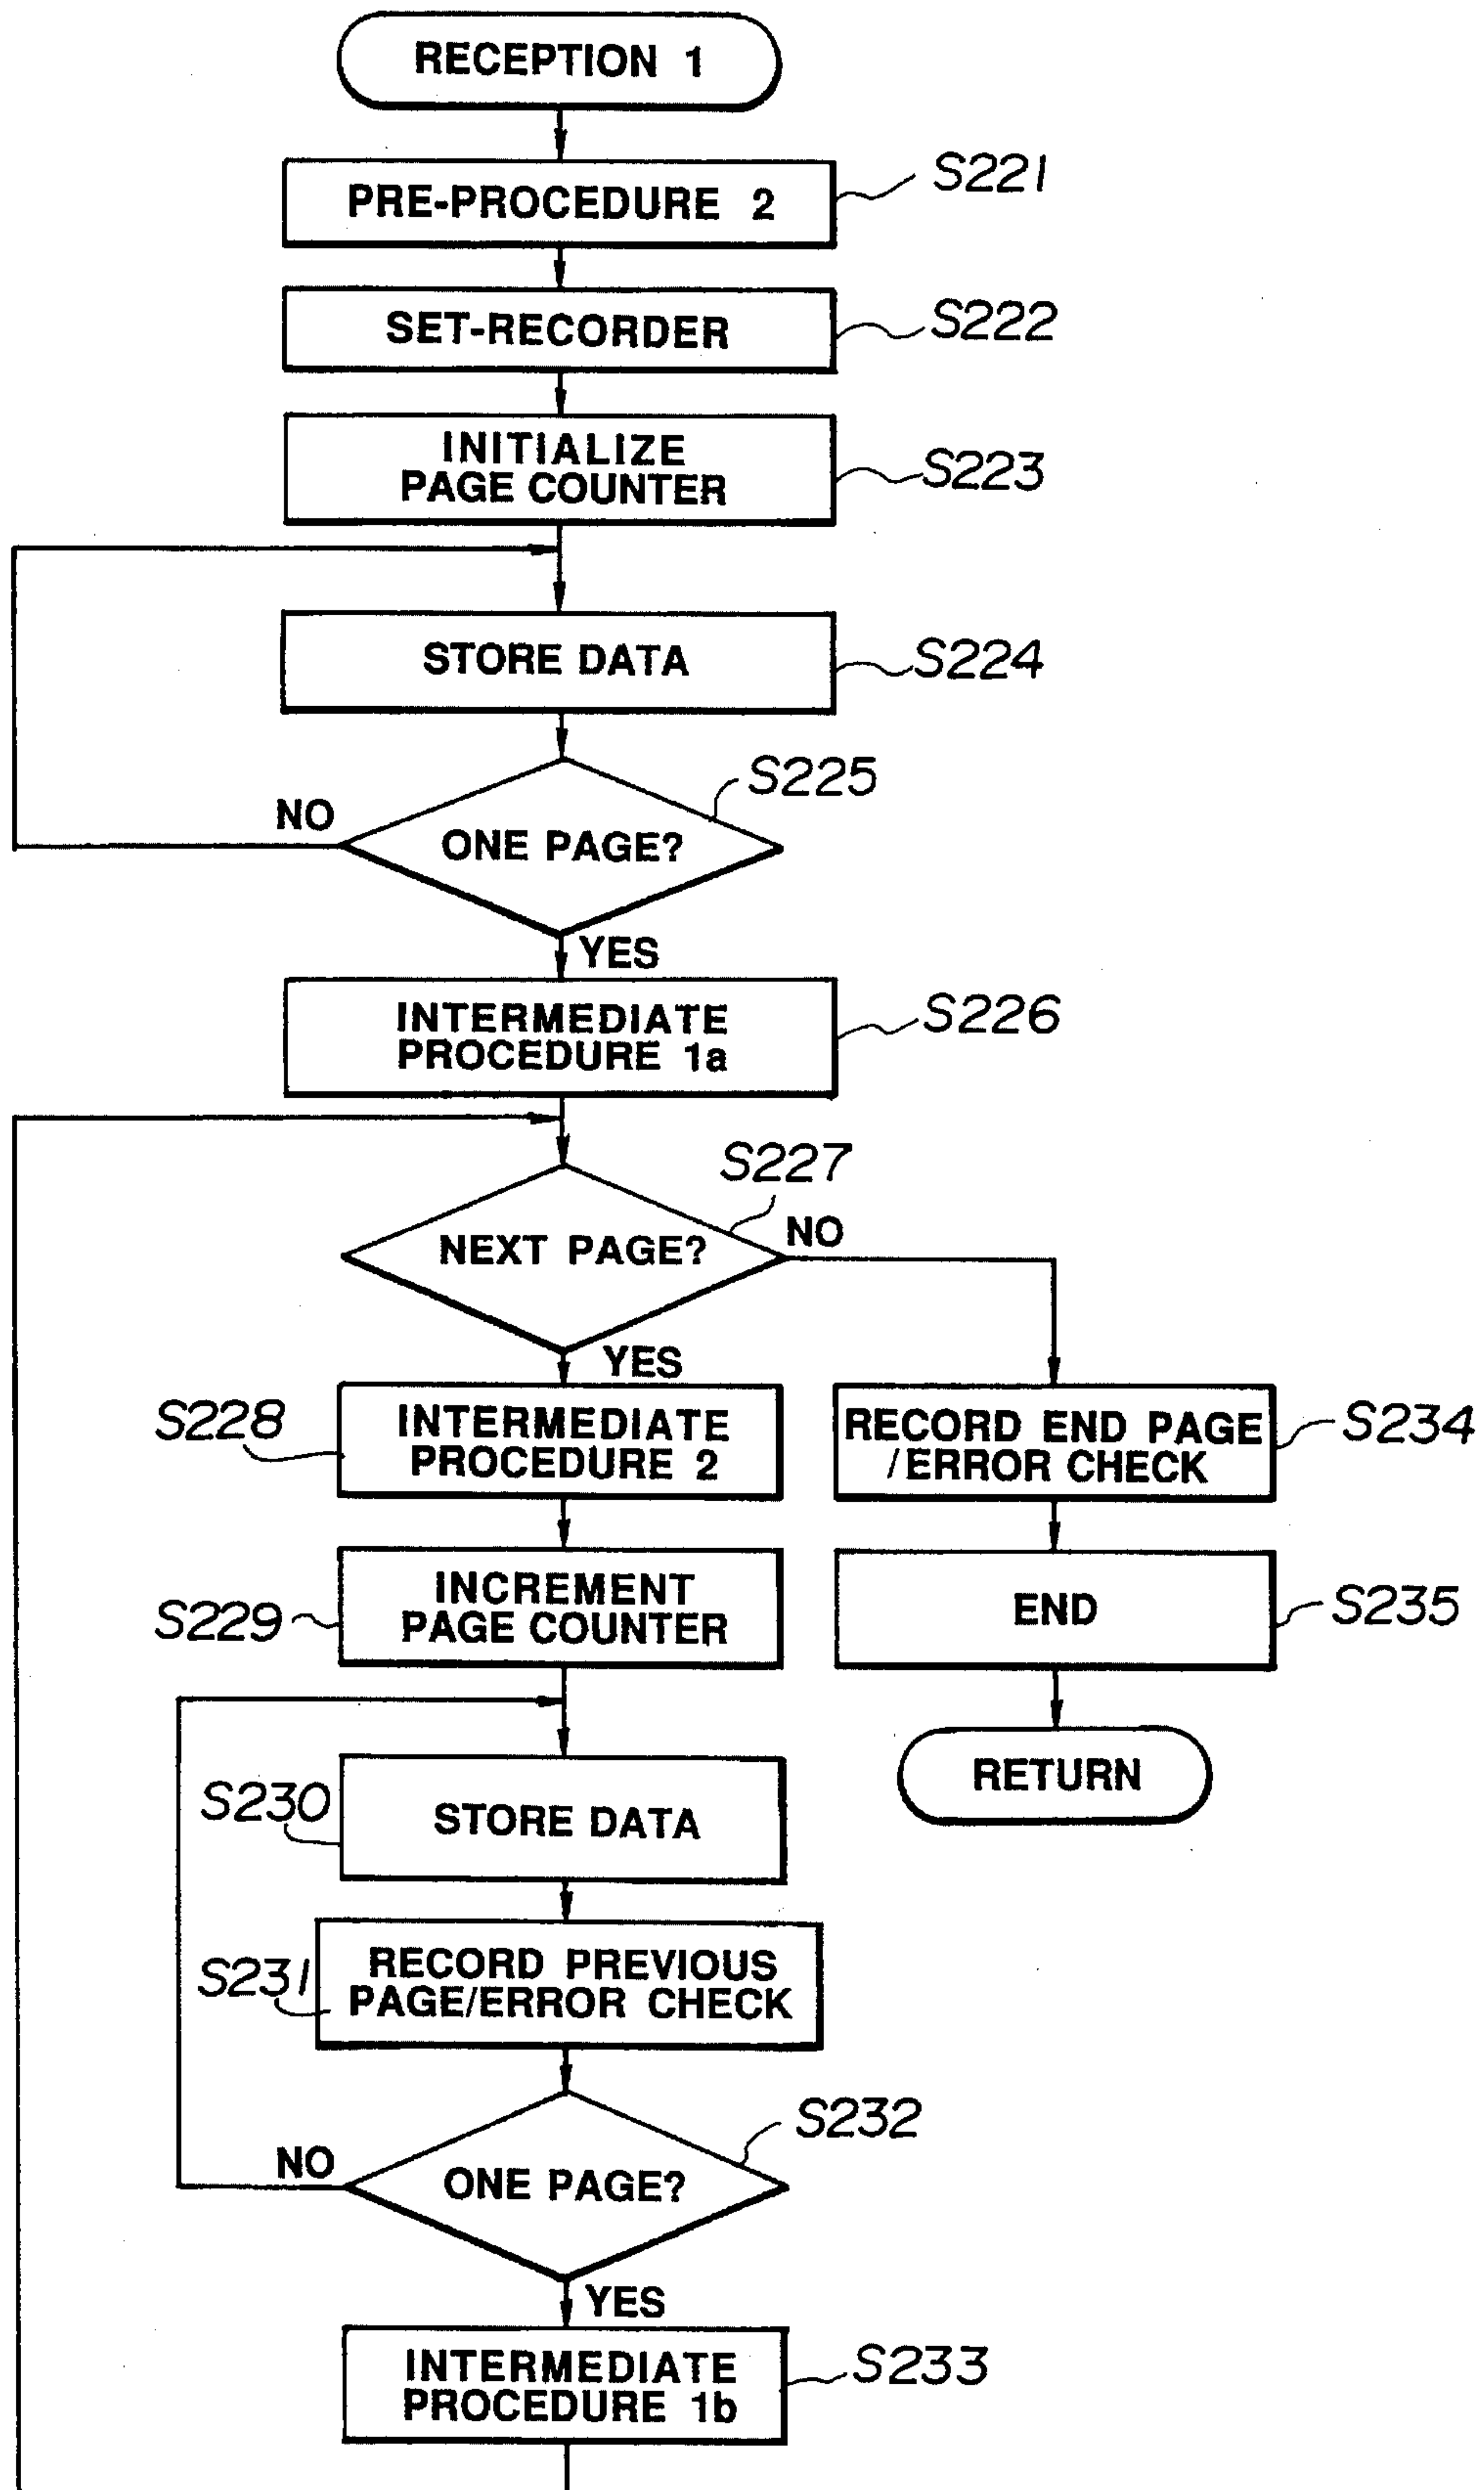 RECEPTION 1
PRE-PROCEDURE 2
S221
SET-RECORDER
S222
INITIALIZE
PAGE COUNTER
S223
STORE DATA
S224
S225
NO
ONE PAGE?
YES
INTERMEDIATE
PROCEDURE 1a
S226
S227
NEXT PAGE?
NO
YES
S228
INTERMEDIATE
PROCEDURE 2
RECORD END PAGE
/ERROR CHECK
S234
S229
INCREMENT
PAGE COUNTER
END
S235
S230
STORE DATA
RETURN
S231
RECORD PREVIOUS
PAGE/ERROR CHECK
S232
NO
ONE PAGE?
YES
INTERMEDIATE
PROCEDURE 1b
S233